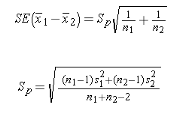 SE(x̄₁ − x̄₂) = Sₚ√(1/n₁ + 1/n₂)
Sₚ = √(((n₁−1)s₁² + (n₂−1)s₂²)/(n₁+n₂−2))